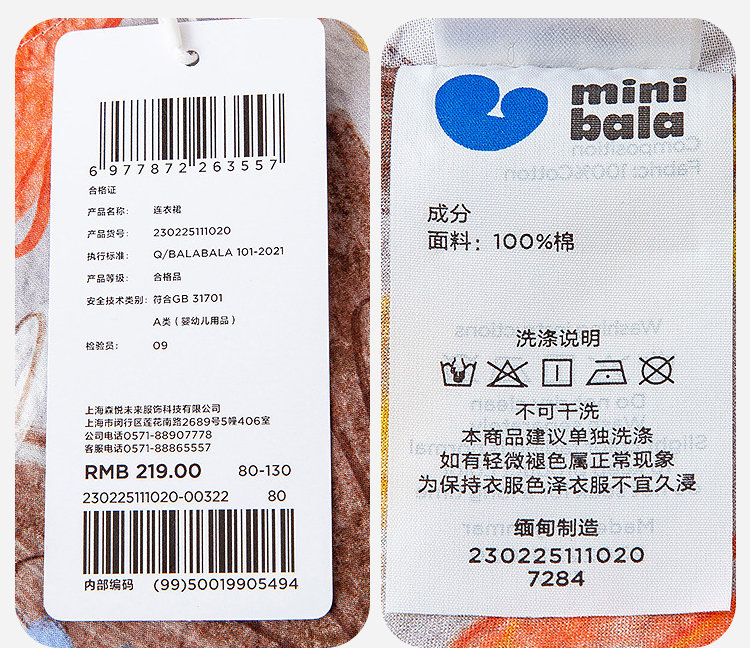 6 977872 263557
合格证
产品名称： 连衣裙
产品货号： 230225111020
执行标准： Q/BALABALA 101-2021
产品等级： 合格品
安全技术类别：符合GB 31701
A类（婴幼儿用品）
检验员： 09
上海森悦未来服饰科技有限公司
上海市闵行区莲花南路2689号5幢406室
公司电话0571-88907778
客服电话0571-88865557
RMB 219.00 80-130
230225111020-00322 80
内部编码 (99)50019905494
mini
bala
成分
面料：100%棉
洗涤说明
不可干洗
本商品建议单独洗涤
如有轻微褪色属正常现象
为保持衣服色泽衣服不宜久浸
缅甸制造
230225111020
7284
Composition
Fabric: 100%Cotton